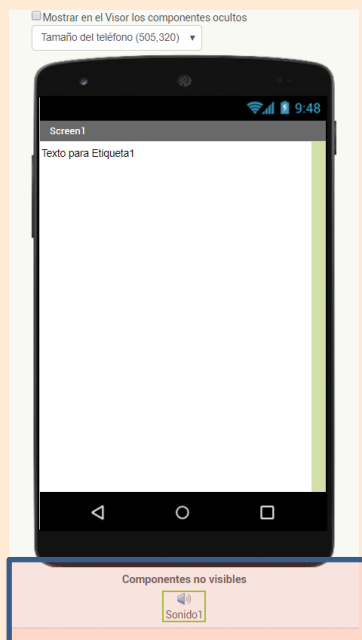 Mostrar en el Visor los componentes ocultos
Tamaño del teléfono (505,320)
9:48
Screen1
Texto para Etiqueta1
Componentes no visibles
Sonido1